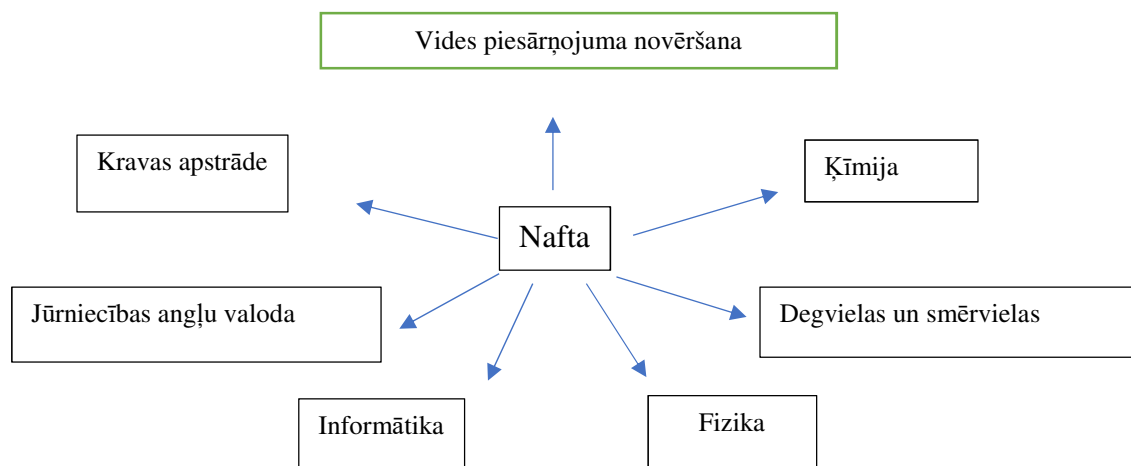 Vides piesārņojuma novēršana
Kravas apstrāde
Ķīmija
Nafta
Jūrniecības angļu valoda
Degvielas un smērvielas
Informātika
Fizika